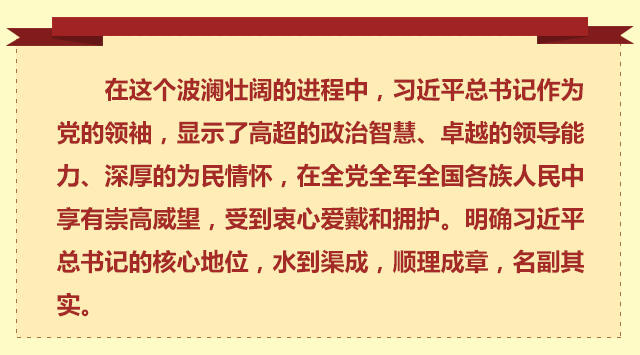 在这个波澜壮阔的进程中，习近平总书记作为
党的领袖，显示了高超的政治智慧、卓越的领导能
力、深厚的为民情怀，在全党全军全国各族人民中
享有崇高威望，受到衷心爱戴和拥护。明确习近平
总书记的核心地位，水到渠成，顺理成章，名副其
实。